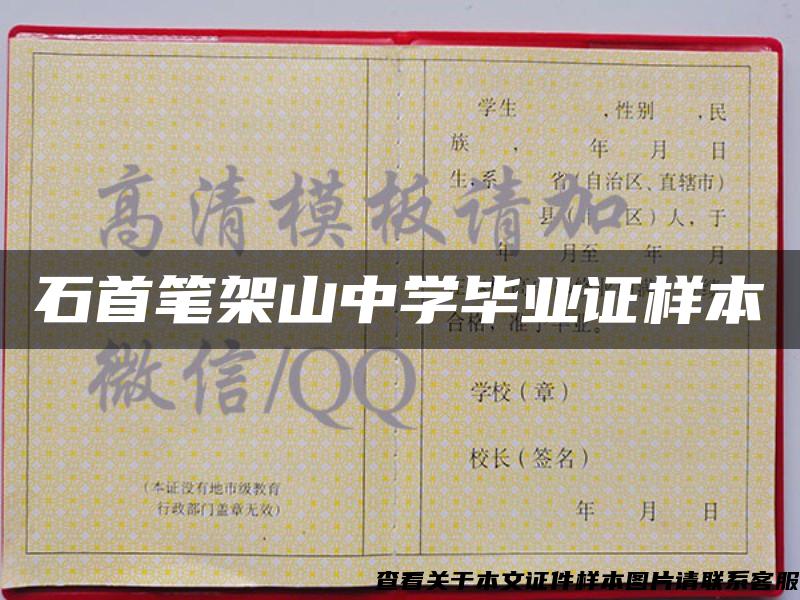 学生 ,性别 ,民
族 , 年 月 日
生,系 省(自治区、直辖市)
县( 区)人,于
年 月至 年 月
合格,准予毕业。
学校(章)
校长(签名)
年 月 日
(本证没有地市级教育
行政部门盖章无效)
高清模板请加
微信/QQ
石首笔架山中学毕业证样本
查看关于本文证件样本图片请联系客服